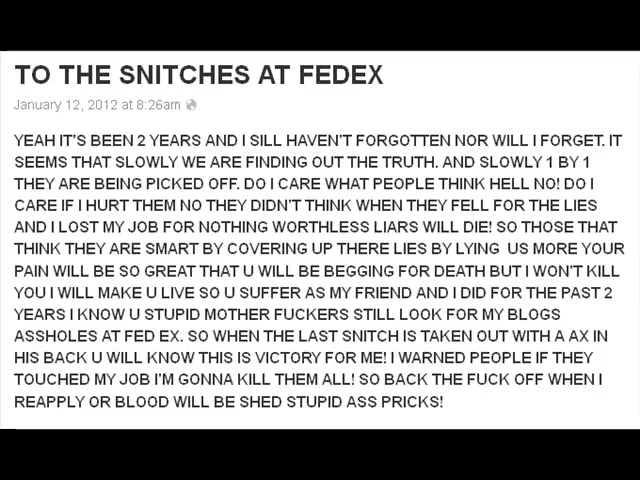 TO THE SNITCHES AT FEDEX
January 12, 2012 at 8:26am
YEAH IT'S BEEN 2 YEARS AND I SILL HAVEN'T FORGOTTEN NOR WILL I FORGET. IT
SEEMS THAT SLOWLY WE ARE FINDING OUT THE TRUTH. AND SLOWLY 1 BY 1
THEY ARE BEING PICKED OFF. DO I CARE WHAT PEOPLE THINK HELL NO! DO I
CARE IF I HURT THEM NO THEY DIDN'T THINK WHEN THEY FELL FOR THE LIES
AND I LOST MY JOB FOR NOTHING WORTHLESS LIARS WILL DIE! SO THOSE THAT
THINK THEY ARE SMART BY COVERING UP THERE LIES BY LYING  US MORE YOUR
PAIN WILL BE SO GREAT THAT U WILL BE BEGGING FOR DEATH BUT I WON'T KILL
YOU I WILL MAKE U LIVE SO U SUFFER AS MY FRIEND AND I DID FOR THE PAST 2
YEARS I KNOW U STUPID MOTHER FUCKERS STILL LOOK FOR MY BLOGS
ASSHOLES AT FED EX. SO WHEN THE LAST SNITCH IS TAKEN OUT WITH A AX IN
HIS BACK U WILL KNOW THIS IS VICTORY FOR ME! I WARNED PEOPLE IF THEY
TOUCHED MY JOB I'M GONNA KILL THEM ALL! SO BACK THE FUCK OFF WHEN I
REAPPLY OR BLOOD WILL BE SHED STUPID ASS PRICKS!